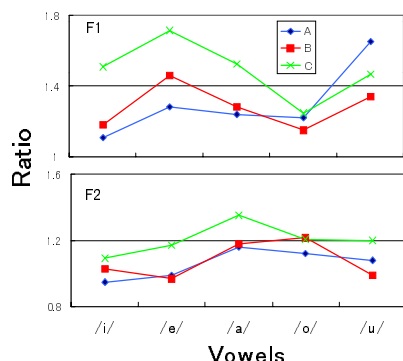 F1
A
B
C
1.8
1.4
1
Ratio
F2
1.6
1.2
0.8
/i/ /e/ /a/ /o/ /u/
Vowels